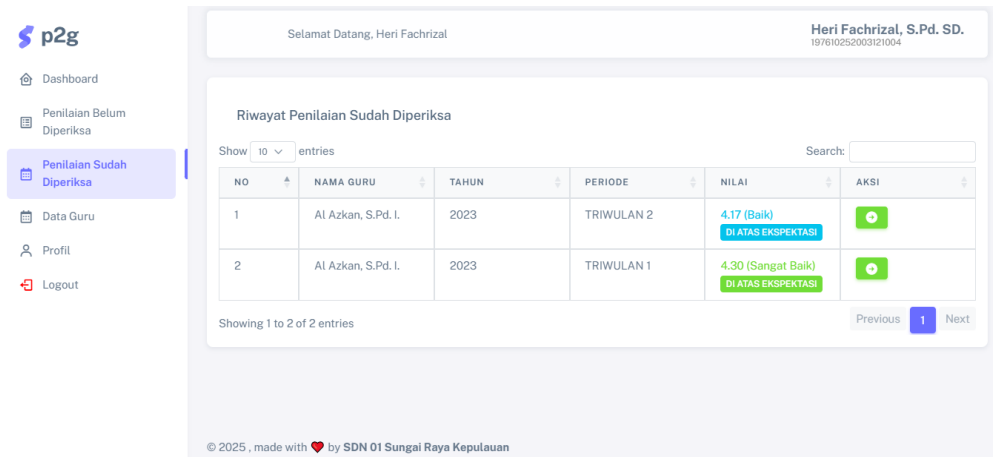 p2g
Dashboard
Penilaian Belum
Diperiksa
Penilaian Sudah
Diperiksa
Data Guru
Profil
Logout
Selamat Datang, Heri Fachrizal
Heri Fachrizal, S.Pd. SD.
197610252003121004
Riwayat Penilaian Sudah Diperiksa
Show 10 entries
Search:
NO NAMA GURU TAHUN PERIODE NILAI AKSI
1 Al Azkan, S.Pd. I. 2023 TRIWULAN 2 4.17 (Baik)
DI ATAS EKSPEKTASI
2 Al Azkan, S.Pd. I. 2023 TRIWULAN 1 4.30 (Sangat Baik)
DI ATAS EKSPEKTASI
Showing 1 to 2 of 2 entries
Previous 1 Next
© 2025 , made with ❤️ by SDN 01 Sungai Raya Kepulauan